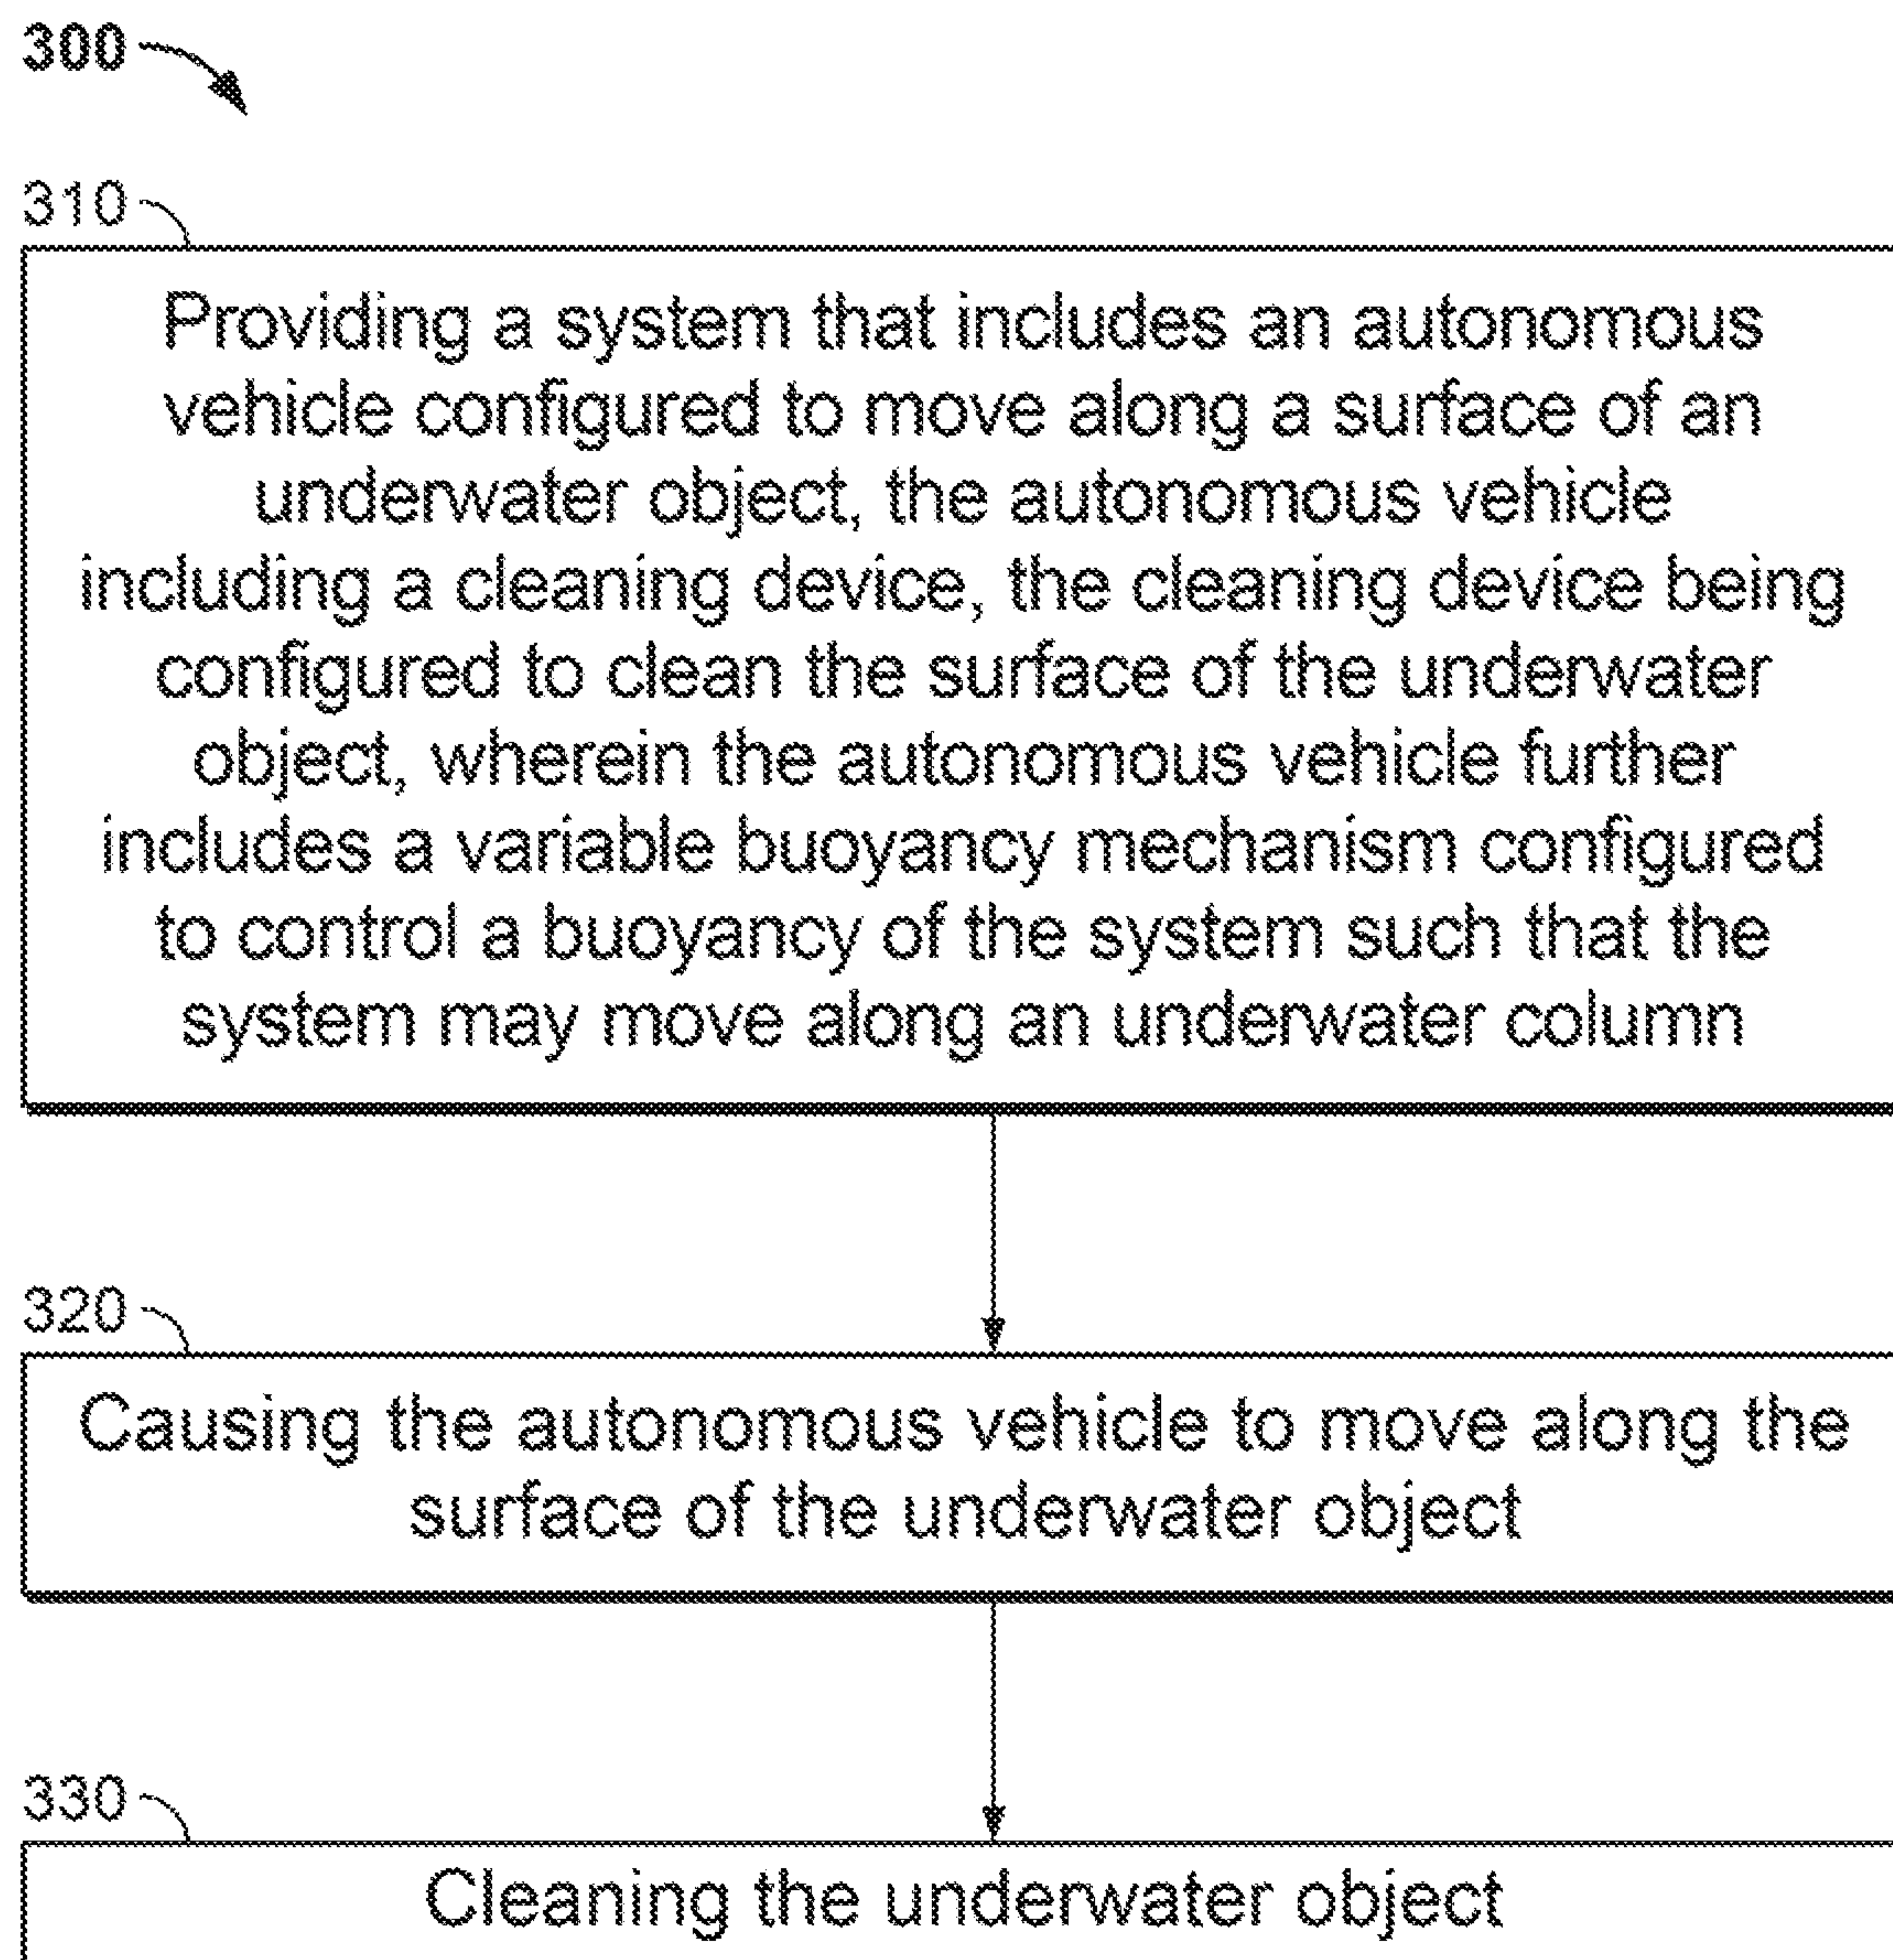 300
310
Providing a system that includes an autonomous
vehicle configured to move along a surface of an
underwater object, the autonomous vehicle
including a cleaning device, the cleaning device being
configured to clean the surface of the underwater
object, wherein the autonomous vehicle further
includes a variable buoyancy mechanism configured
to control a buoyancy of the system such that the
system may move along an underwater column
320
Causing the autonomous vehicle to move along the
surface of the underwater object
330
Cleaning the underwater object